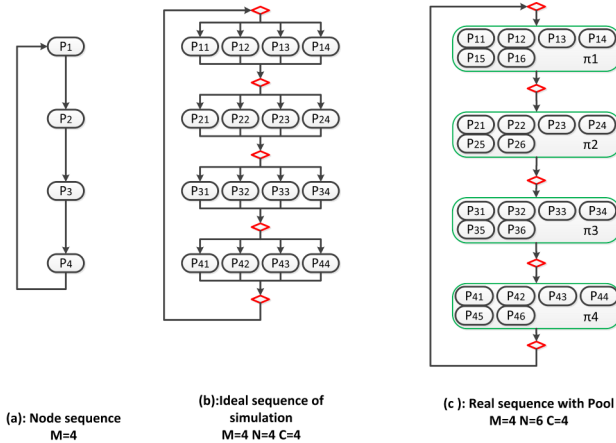 P1
P2
P3
P4
(a): Node sequence
M=4
P11 P12 P13 P14
P21 P22 P23 P24
P31 P32 P33 P34
P41 P42 P43 P44
(b):Ideal sequence of
simulation
M=4 N=4 C=4
P11 P12 P13 P14
P15 P16 π1
P21 P22 P23 P24
P25 P26 π2
P31 P32 P33 P34
P35 P36 π3
P41 P42 P43 P44
P45 P46 π4
(c ): Real sequence with Pool
M=4 N=6 C=4